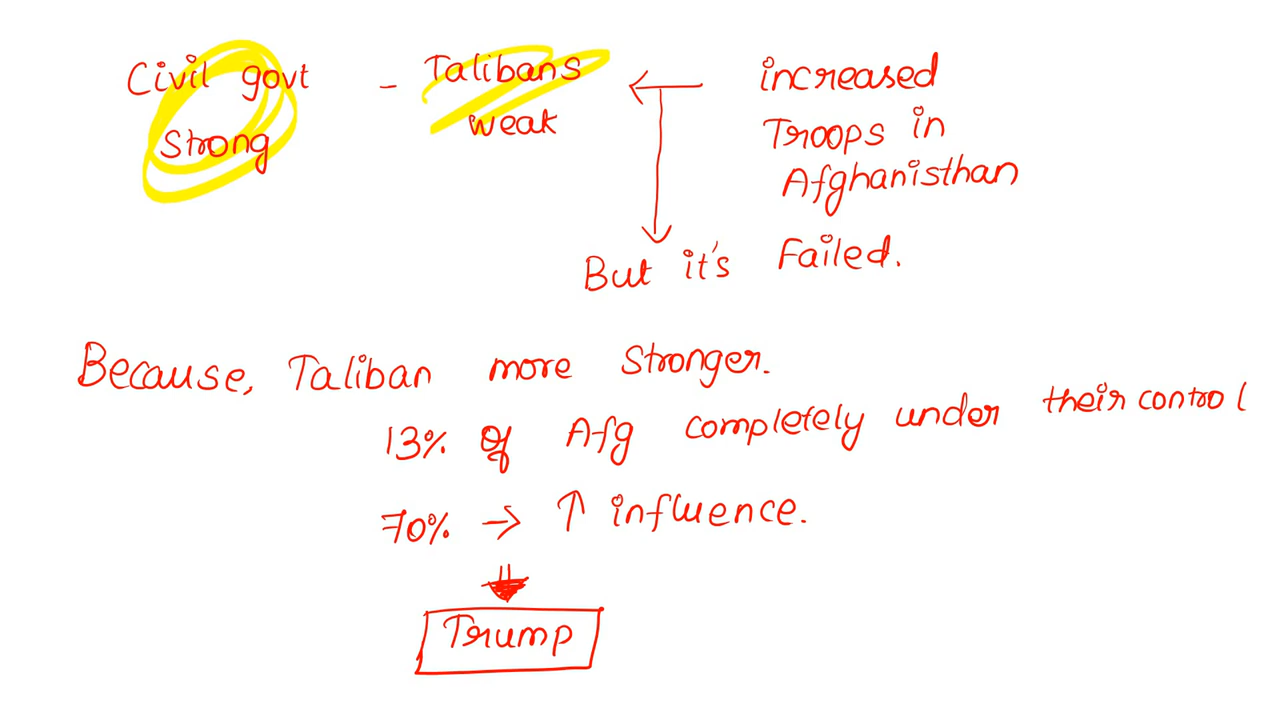 Civil govt - Talibans ← increased
Strong weak Troops in
Afghanisthan
But it's Failed.
Because, Taliban more Stronger.
13% of Afg completely under their control
70% → ↑ influence.
Trump